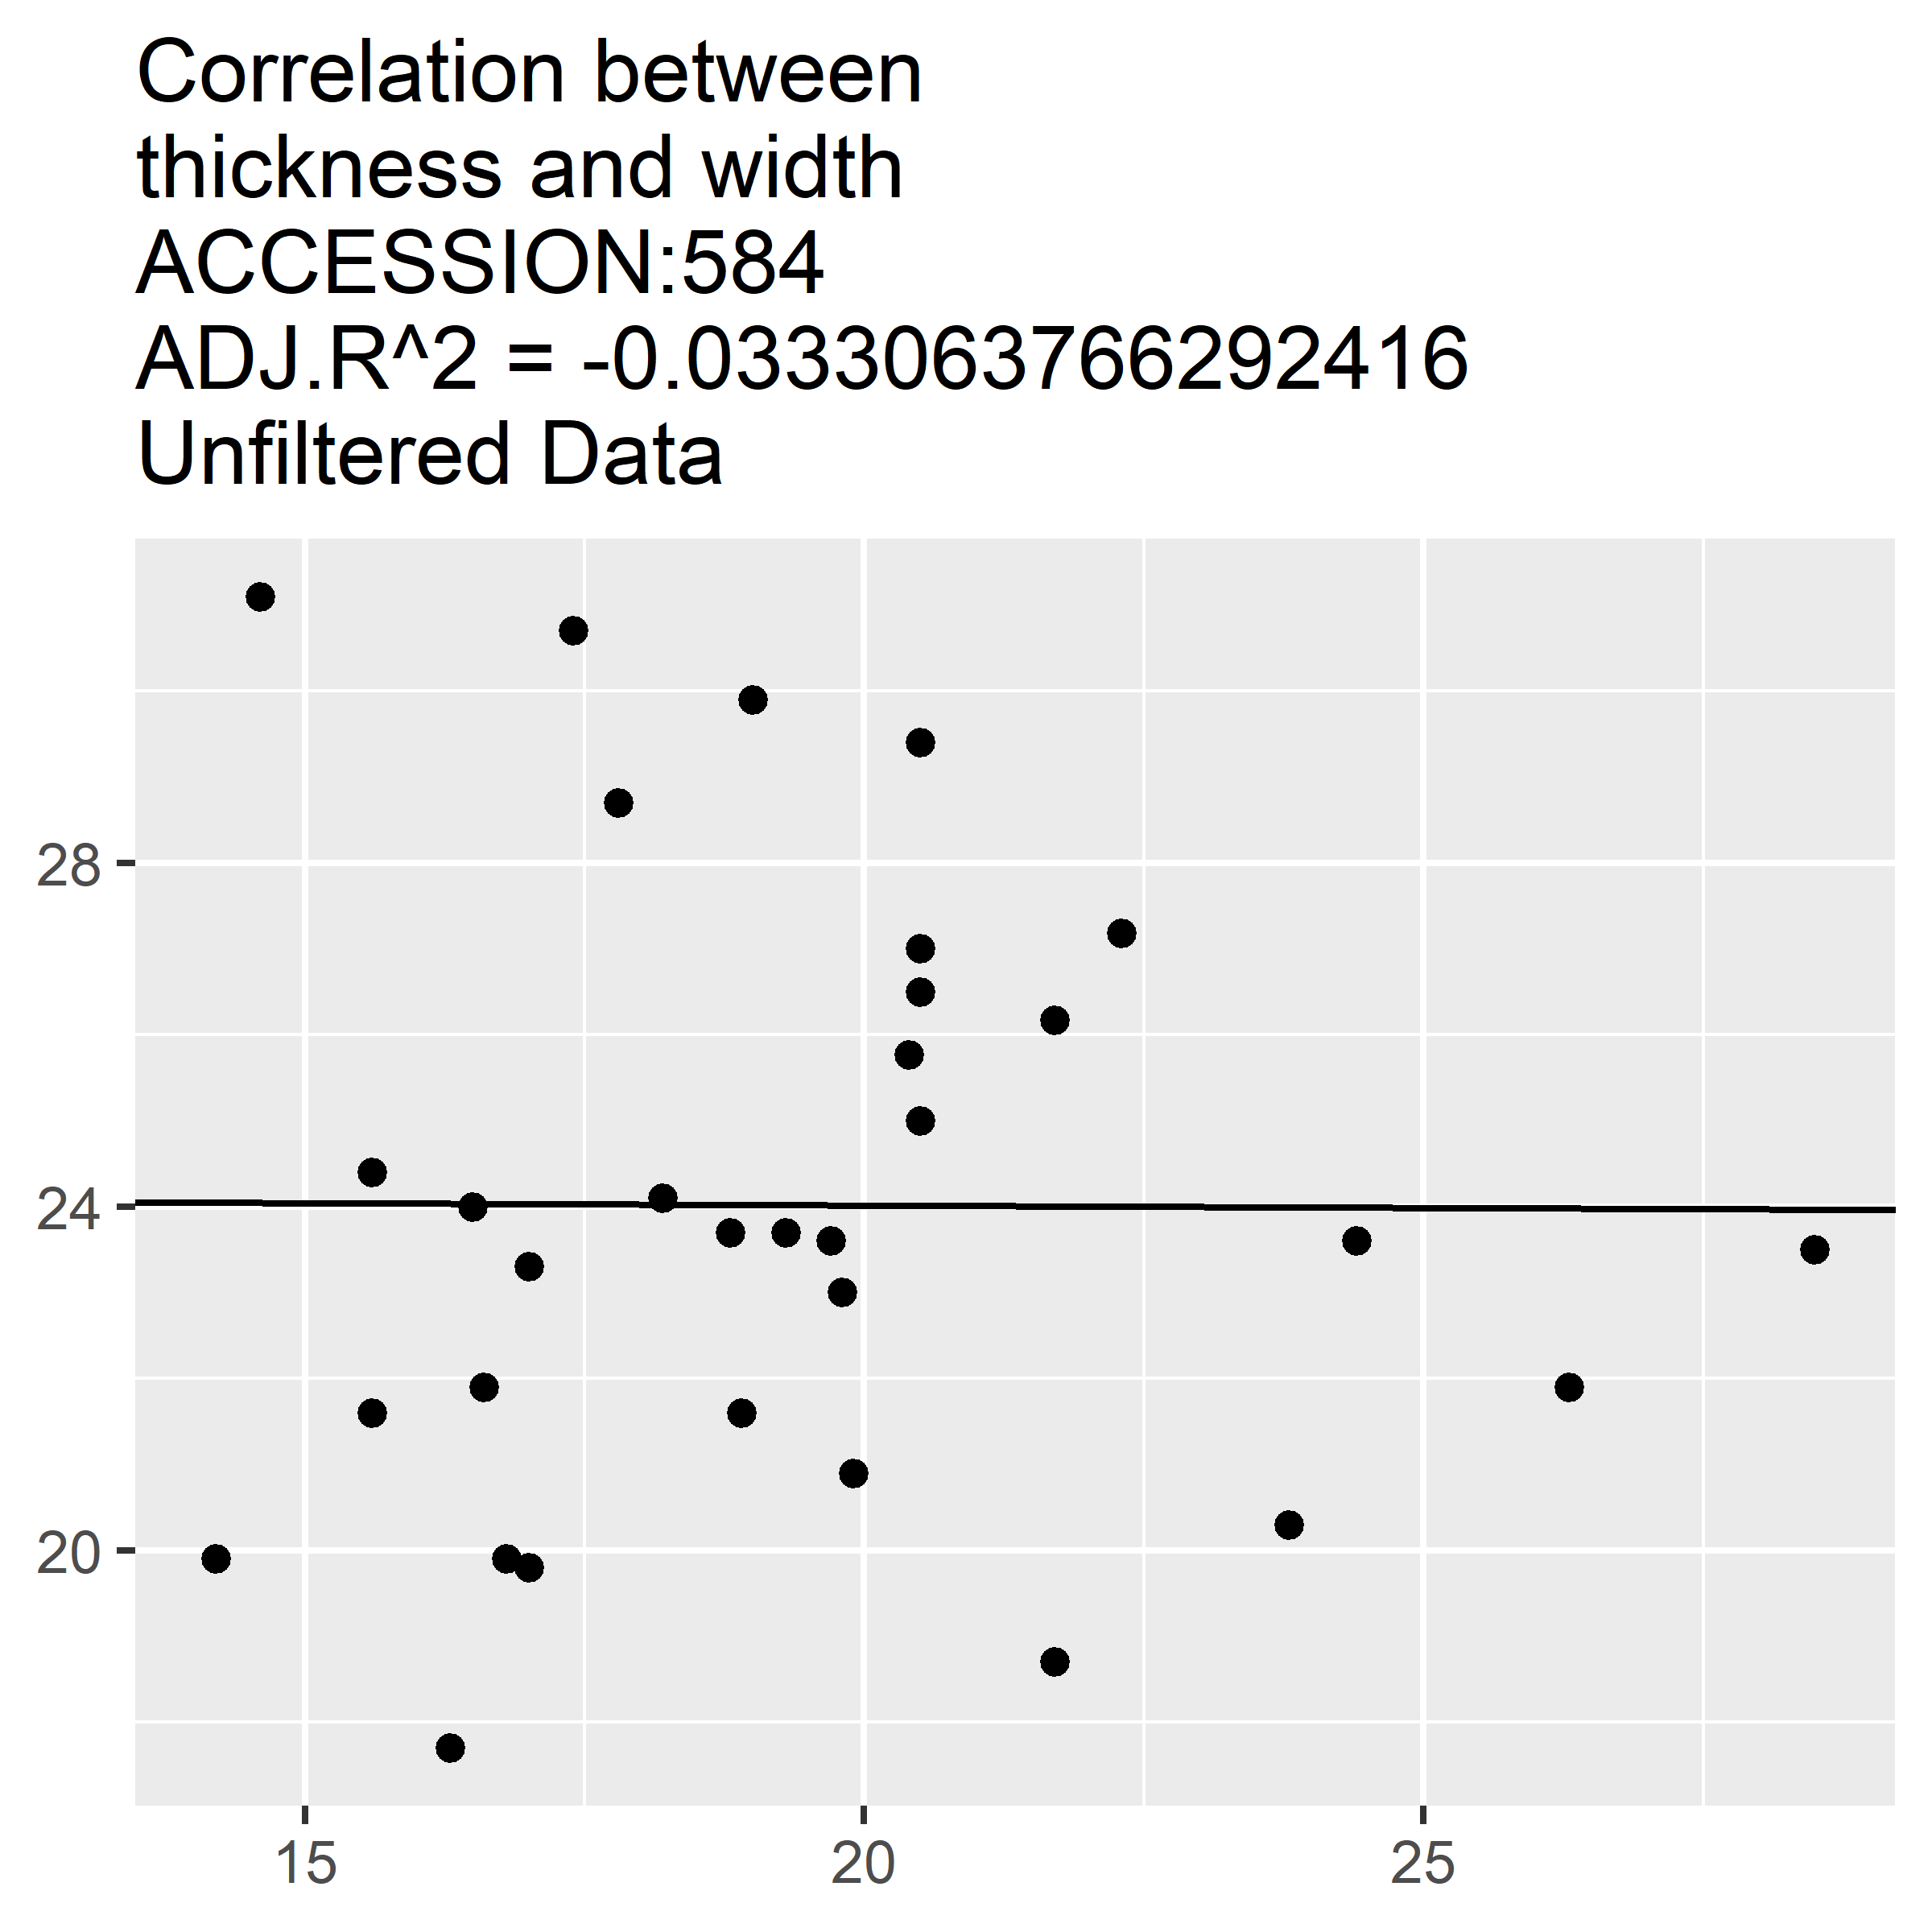 Correlation between
thickness and width
ACCESSION:584
ADJ.R^2 = -0.0333063766292416
Unfiltered Data
28
24
20
15
20
25